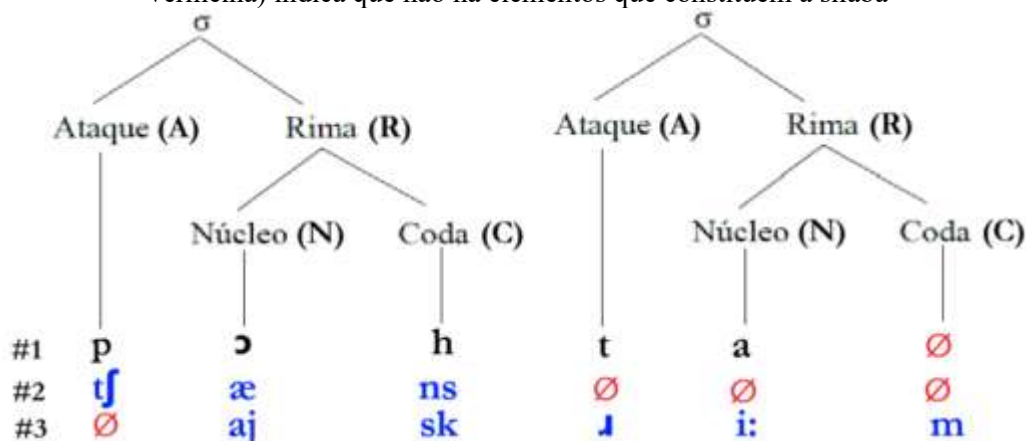 vermelha) indica que não há elementos que constituem a sílaba
σ σ
Ataque (A) Rima (R) Ataque (A) Rima (R)
Núcleo (N) Coda (C) Núcleo (N) Coda (C)
#1 p ɔ h t a ∅
#2 tʃ æ ns ∅ ∅ ∅
#3 ∅ aj sk ɹ i: m